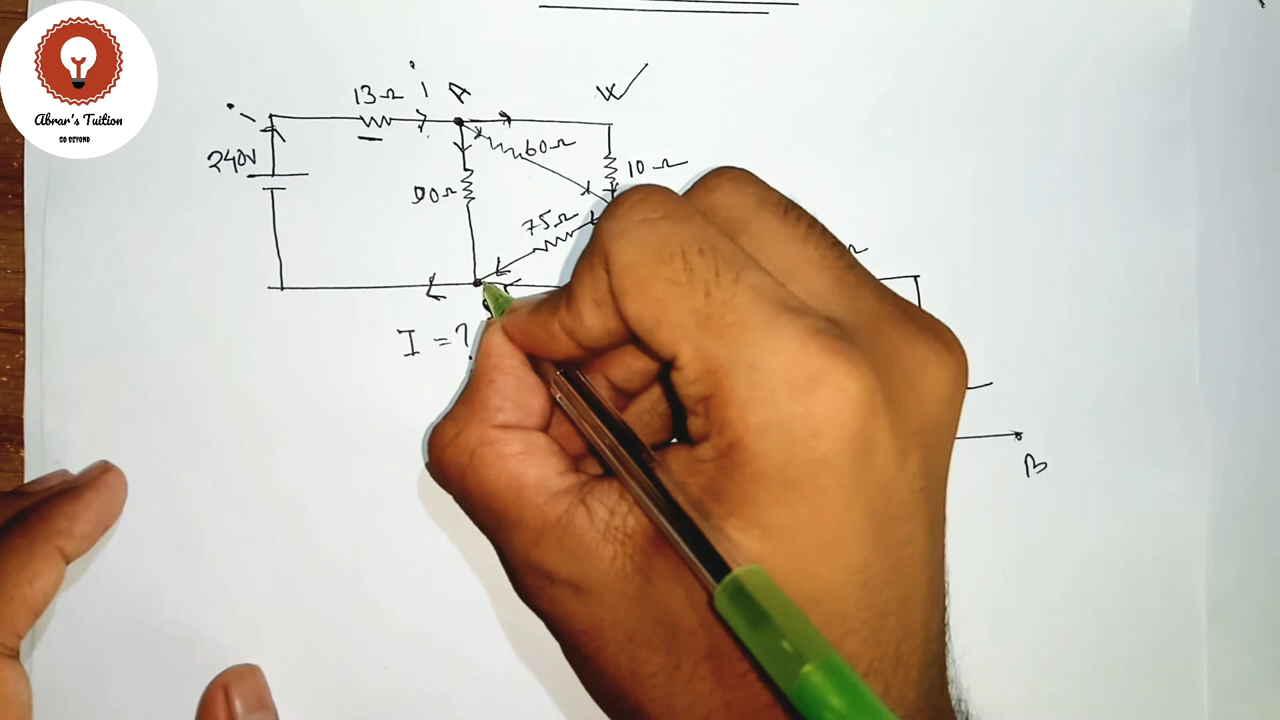 Abrar's Tuition
GO BEYOND
13Ω
i
A
W
240V
60Ω
10Ω
90Ω
75Ω
I = ?
B